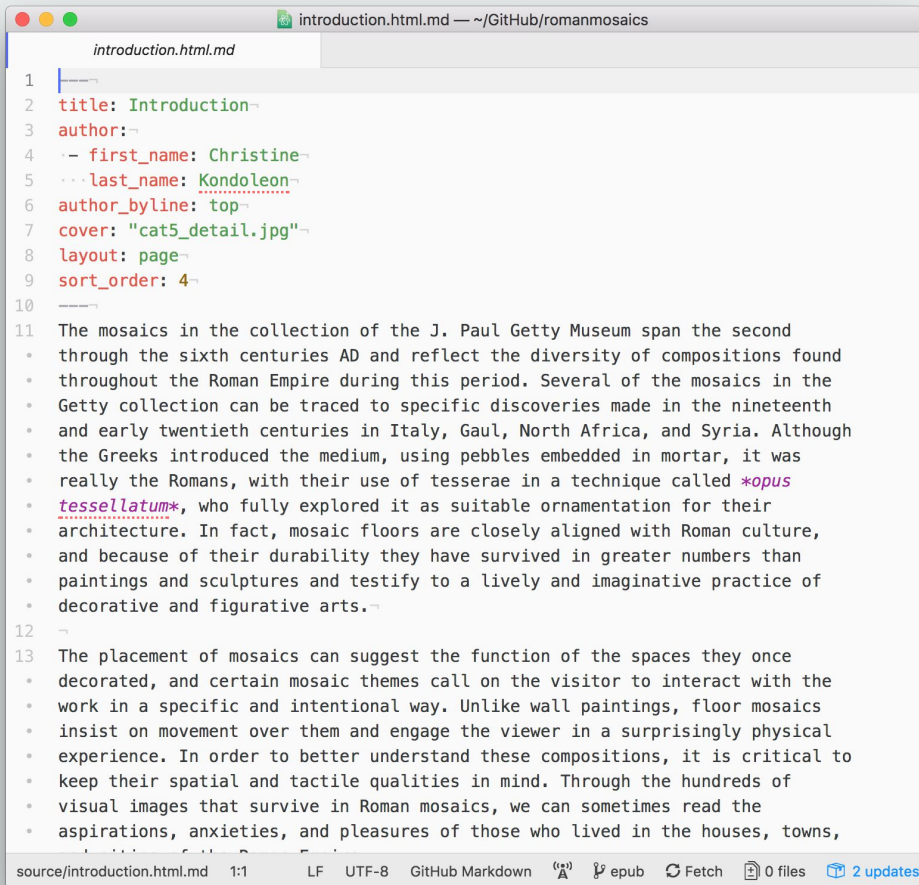 introduction.html.md — ~/GitHub/romanmosaics
introduction.html.md
1 ---
2 title: Introduction
3 author:
4 - first_name: Christine
5 last_name: Kondoleon
6 author_byline: top
7 cover: "cat5_detail.jpg"
8 layout: page
9 sort_order: 4
10 ---
11 The mosaics in the collection of the J. Paul Getty Museum span the second
through the sixth centuries AD and reflect the diversity of compositions found
throughout the Roman Empire during this period. Several of the mosaics in the
Getty collection can be traced to specific discoveries made in the nineteenth
and early twentieth centuries in Italy, Gaul, North Africa, and Syria. Although
the Greeks introduced the medium, using pebbles embedded in mortar, it was
really the Romans, with their use of tesserae in a technique called *opus
tessellatum*, who fully explored it as suitable ornamentation for their
architecture. In fact, mosaic floors are closely aligned with Roman culture,
and because of their durability they have survived in greater numbers than
paintings and sculptures and testify to a lively and imaginative practice of
decorative and figurative arts.
12
13 The placement of mosaics can suggest the function of the spaces they once
decorated, and certain mosaic themes call on the visitor to interact with the
work in a specific and intentional way. Unlike wall paintings, floor mosaics
insist on movement over them and engage the viewer in a surprisingly physical
experience. In order to better understand these compositions, it is critical to
keep their spatial and tactile qualities in mind. Through the hundreds of
visual images that survive in Roman mosaics, we can sometimes read the
aspirations, anxieties, and pleasures of those who lived in the houses, towns,
source/introduction.html.md 1:1 LF UTF-8 GitHub Markdown epub Fetch 0 files 2 updates